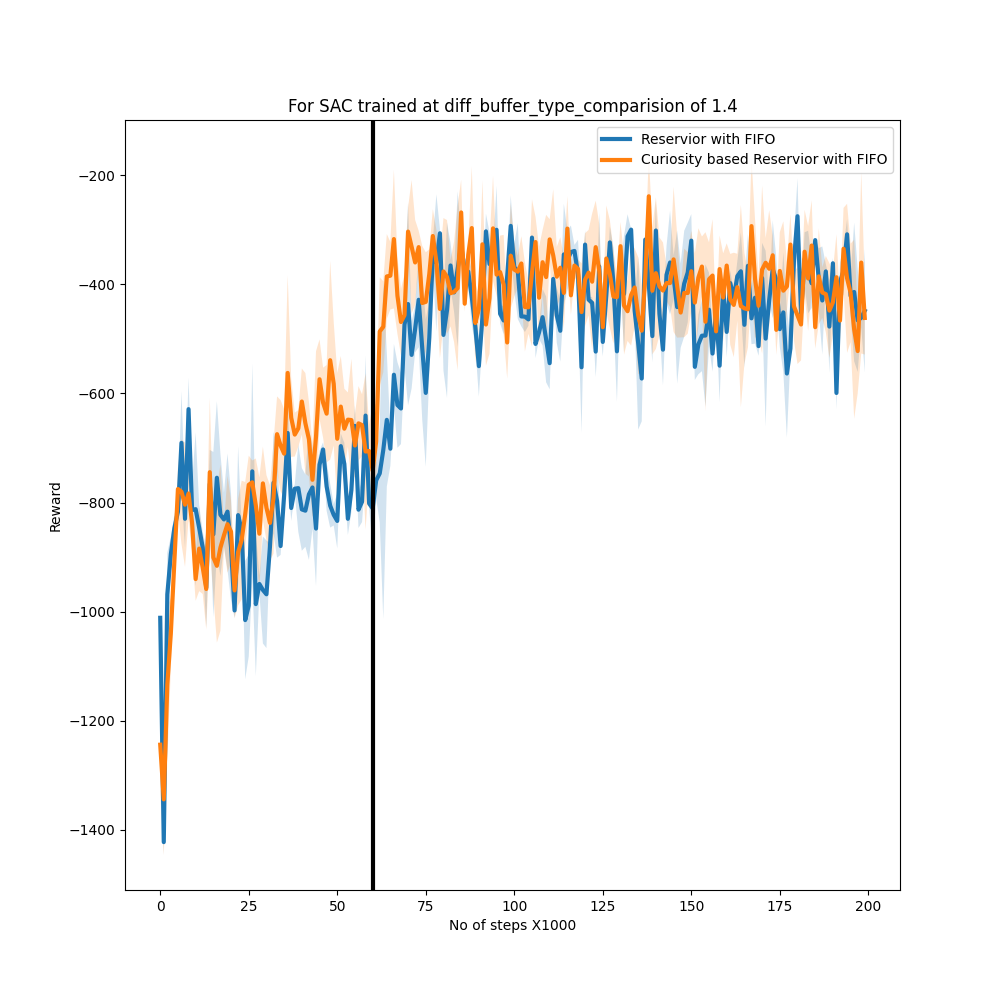 For SAC trained at diff_buffer_type_comparision of 1.4
Reservior with FIFO
Curiosity based Reservior with FIFO
Reward
−200
−400
−600
−800
−1000
−1200
−1400
0 25 50 75 100 125 150 175 200
No of steps X1000